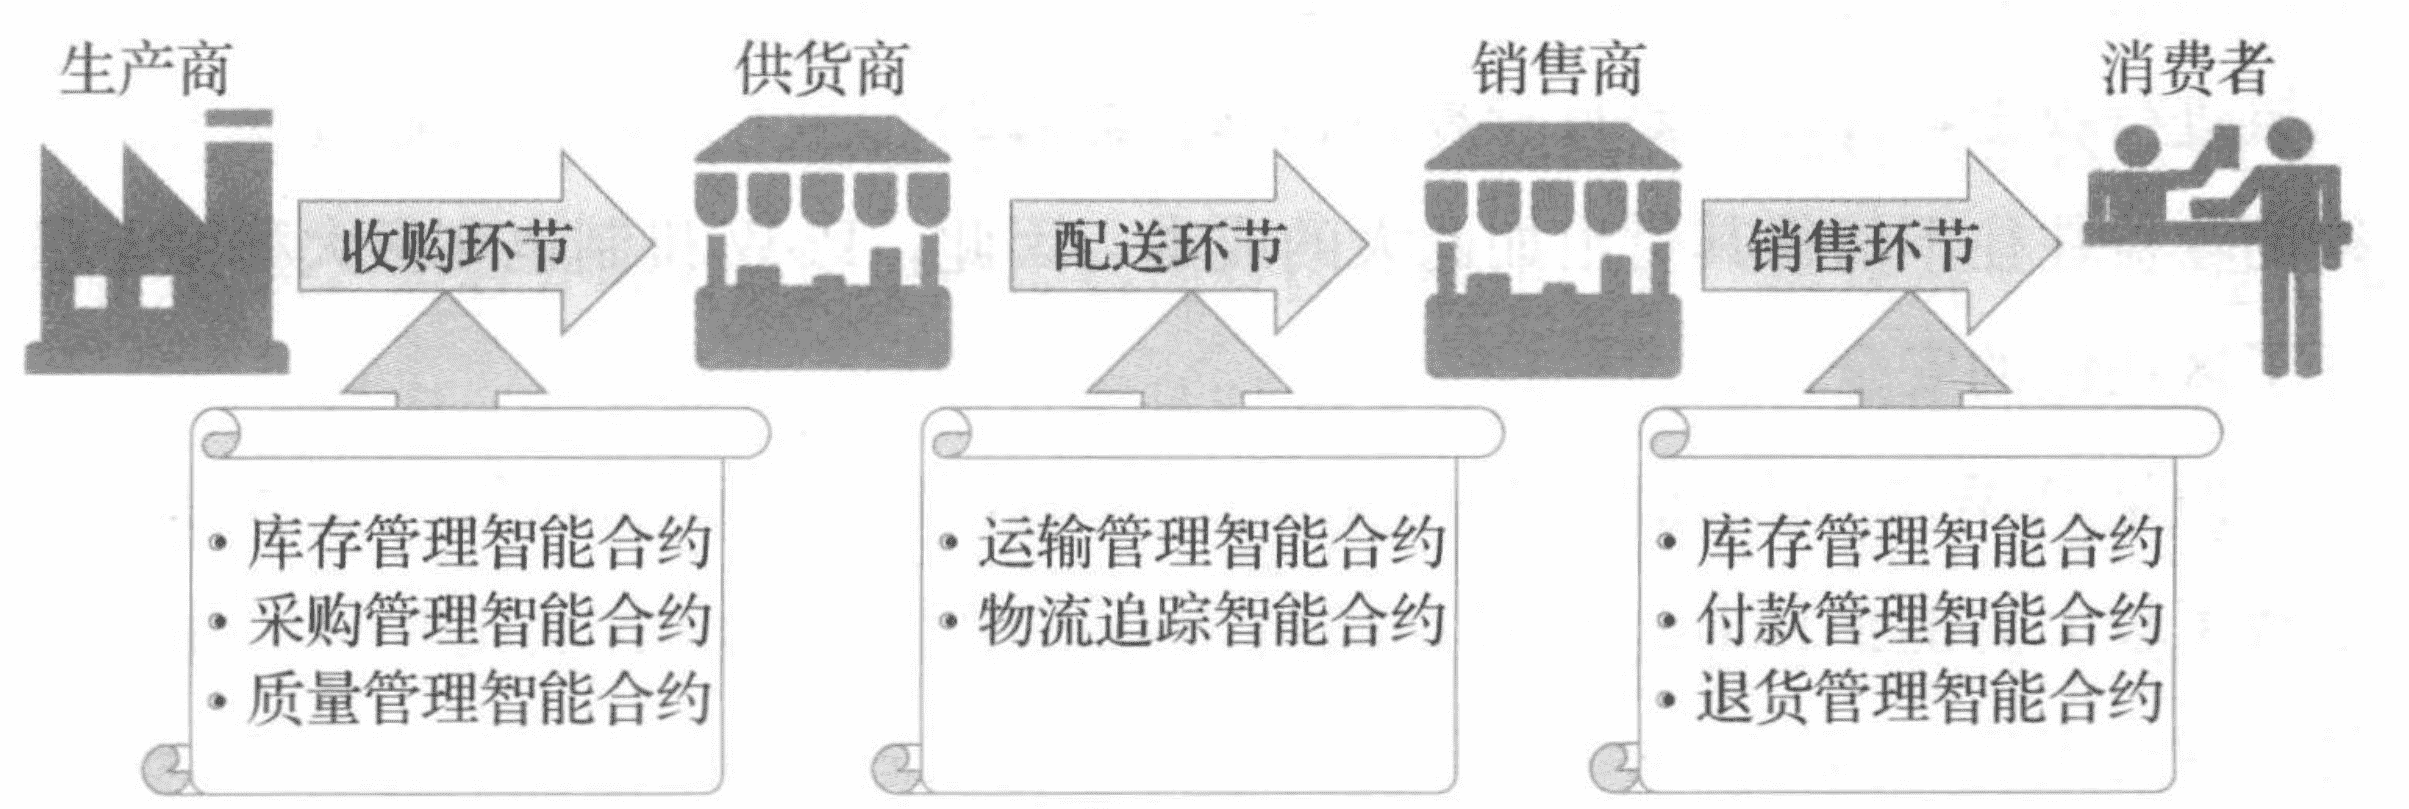 生产商
供货商
销售商
消费者
收购环节
配送环节
销售环节
• 库存管理智能合约
• 采购管理智能合约
• 质量管理智能合约
• 运输管理智能合约
• 物流追踪智能合约
• 库存管理智能合约
• 付款管理智能合约
• 退货管理智能合约